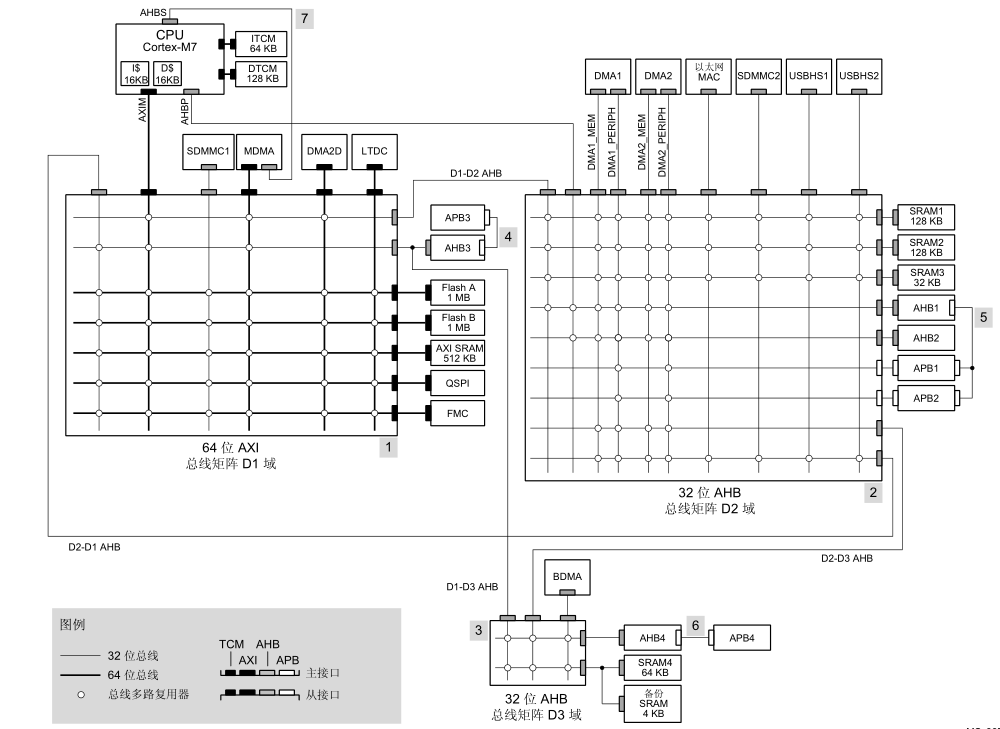 AHBS
7
CPU
Cortex-M7
I$
16KB
D$
16KB
ITCM
64 KB
DTCM
128 KB
AXIM
AHBP
SDMMC1
MDMA
DMA2D
LTDC
DMA1
DMA2
以太网
MAC
SDMMC2
USBHS1
USBHS2
DMA1_MEM
DMA1_PERIPH
DMA2_MEM
DMA2_PERIPH
D1-D2 AHB
APB3
AHB3
4
Flash A
1 MB
Flash B
1 MB
AXI SRAM
512 KB
QSPI
FMC
1
64 位 AXI
总线矩阵 D1 域
SRAM1
128 KB
SRAM2
128 KB
SRAM3
32 KB
AHB1
5
AHB2
APB1
APB2
2
32 位 AHB
总线矩阵 D2 域
D2-D1 AHB
D2-D3 AHB
D1-D3 AHB
BDMA
3
AHB4
6
APB4
SRAM4
64 KB
备份
SRAM
4 KB
32 位 AHB
总线矩阵 D3 域
图例
32 位总线
64 位总线
总线多路复用器
TCM AHB
AXI APB
主接口
从接口